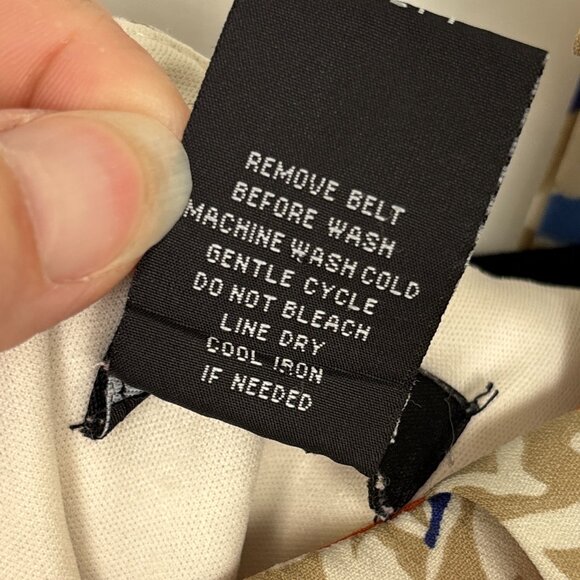 REMOVE BELT
BEFORE WASH
MACHINE WASH COLD
GENTLE CYCLE
DO NOT BLEACH
LINE DRY
COOL IRON
IF NEEDED